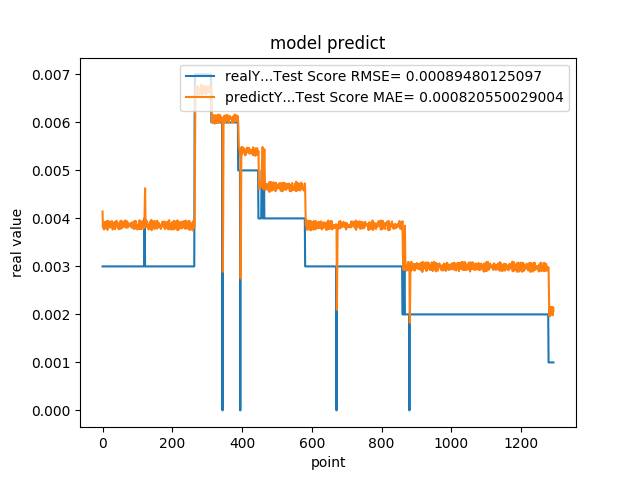 model predict
realY...Test Score RMSE= 0.00089480125097
predictY...Test Score MAE= 0.000820550029004
0.007
0.006
0.005
0.004
0.003
0.002
0.001
0.000
real value
0 200 400 600 800 1000 1200
point